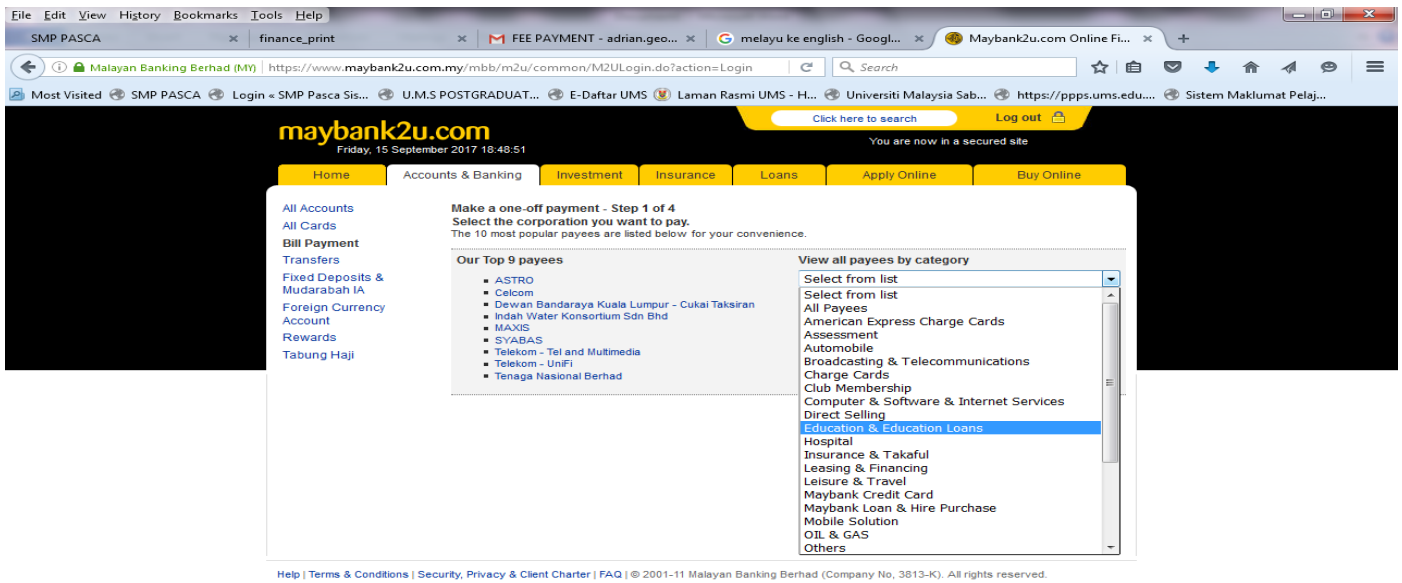 File Edit View History Bookmarks Tools Help
SMP PASCA × finance_print × FEE PAYMENT - adrian.geo... × melayu ke english - Googl... × Maybank2u.com Online Fi... × +
Malayan Banking Berhad (MY) https://www.maybank2u.com.my/mbb/m2u/common/M2ULogin.do?action=Login Search
Most Visited SMP PASCA Login « SMP Pasca Sis... U.M.S POSTGRADUAT... E-Daftar UMS Laman Rasmi UMS - H... Universiti Malaysia Sab... https://ppps.ums.edu.... Sistem Maklumat Pelaj...
maybank2u.com
Friday, 15 September 2017 18:48:51
Click here to search Log out
You are now in a secured site
Home Accounts & Banking Investment Insurance Loans Apply Online Buy Online
All Accounts
All Cards
Bill Payment
Transfers
Fixed Deposits &
Mudarabah IA
Foreign Currency
Account
Rewards
Tabung Haji
Make a one-off payment - Step 1 of 4
Select the corporation you want to pay.
The 10 most popular payees are listed below for your convenience.
Our Top 9 payees
ASTRO
Celcom
Dewan Bandaraya Kuala Lumpur - Cukai Taksiran
Indah Water Konsortium Sdn Bhd
MAXIS
SYABAS
Telekom - Tel and Multimedia
Telekom - UniFi
Tenaga Nasional Berhad
View all payees by category
Select from list
Select from list
All Payees
American Express Charge Cards
Assessment
Automobile
Broadcasting & Telecommunications
Charge Cards
Club Membership
Computer & Software & Internet Services
Direct Selling
Education & Education Loans
Hospital
Insurance & Takaful
Leasing & Financing
Leisure & Travel
Maybank Credit Card
Maybank Loan & Hire Purchase
Mobile Solution
OIL & GAS
Others
Help | Terms & Conditions | Security, Privacy & Client Charter | FAQ | © 2001-11 Malayan Banking Berhad (Company No, 3813-K). All rights reserved.